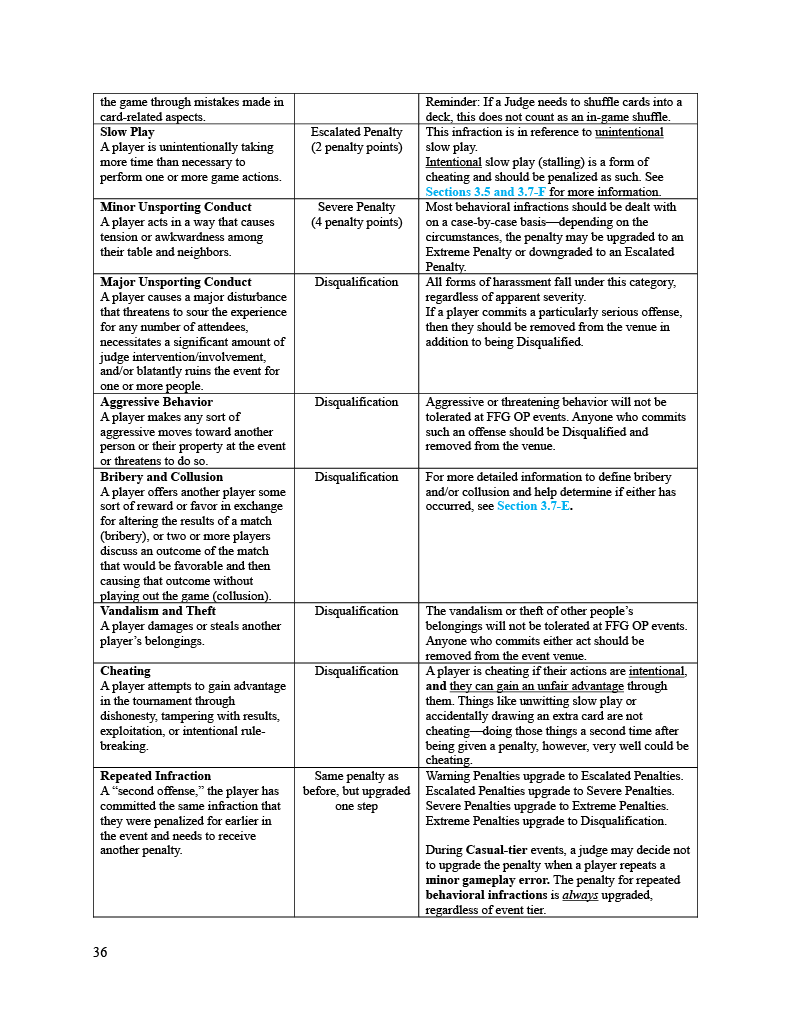 the game through mistakes made in
card-related aspects.
Reminder: If a Judge needs to shuffle cards into a
deck, this does not count as an in-game shuffle.
Slow Play
A player is unintentionally taking
more time than necessary to
perform one or more game actions.
Escalated Penalty
(2 penalty points)
This infraction is in reference to unintentional
slow play.
Intentional slow play (stalling) is a form of
cheating and should be penalized as such. See
Sections 3.5 and 3.7-F for more information.
Minor Unsporting Conduct
A player acts in a way that causes
tension or awkwardness among
their table and neighbors.
Severe Penalty
(4 penalty points)
Most behavioral infractions should be dealt with
on a case-by-case basis—depending on the
circumstances, the penalty may be upgraded to an
Extreme Penalty or downgraded to an Escalated
Penalty.
Major Unsporting Conduct
A player causes a major disturbance
that threatens to sour the experience
for any number of attendees,
necessitates a significant amount of
judge intervention/involvement,
and/or blatantly ruins the event for
one or more people.
Disqualification
All forms of harassment fall under this category,
regardless of apparent severity.
If a player commits a particularly serious offense,
then they should be removed from the venue in
addition to being Disqualified.
Aggressive Behavior
A player makes any sort of
aggressive moves toward another
person or their property at the event
or threatens to do so.
Disqualification
Aggressive or threatening behavior will not be
tolerated at FFG OP events. Anyone who commits
such an offense should be Disqualified and
removed from the venue.
Bribery and Collusion
A player offers another player some
sort of reward or favor in exchange
for altering the results of a match
(bribery), or two or more players
discuss an outcome of the match
that would be favorable and then
causing that outcome without
playing out the game (collusion).
Disqualification
For more detailed information to define bribery
and/or collusion and help determine if either has
occurred, see Section 3.7-E.
Vandalism and Theft
A player damages or steals another
player's belongings.
Disqualification
The vandalism or theft of other people's
belongings will not be tolerated at FFG OP events.
Anyone who commits either act should be
removed from the event venue.
Cheating
A player attempts to gain advantage
in the tournament through
dishonesty, tampering with results,
exploitation, or intentional rule-
breaking.
Disqualification
A player is cheating if their actions are intentional,
and they can gain an unfair advantage through
them. Things like unwitting slow play or
accidentally drawing an extra card are not
cheating—doing those things a second time after
being given a penalty, however, very well could be
cheating.
Repeated Infraction
A “second offense,” the player has
committed the same infraction that
they were penalized for earlier in
the event and needs to receive
another penalty.
Same penalty as
before, but upgraded
one step
Warning Penalties upgrade to Escalated Penalties.
Escalated Penalties upgrade to Severe Penalties.
Severe Penalties upgrade to Extreme Penalties.
Extreme Penalties upgrade to Disqualification.
During Casual-tier events, a judge may decide not
to upgrade the penalty when a player repeats a
minor gameplay error. The penalty for repeated
behavioral infractions is always upgraded,
regardless of event tier.
36